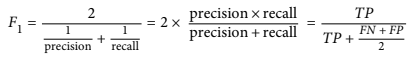 F₁ = 2 / (1/precision + 1/recall) = 2 × (precision × recall) / (precision + recall) = TP / (TP + (FN + FP)/2)